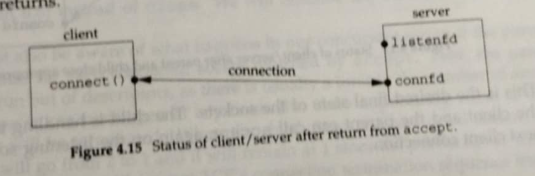 returns.
client
server
listenfd
connect()
connection
connfd
Figure 4.15 Status of client/server after return from accept.